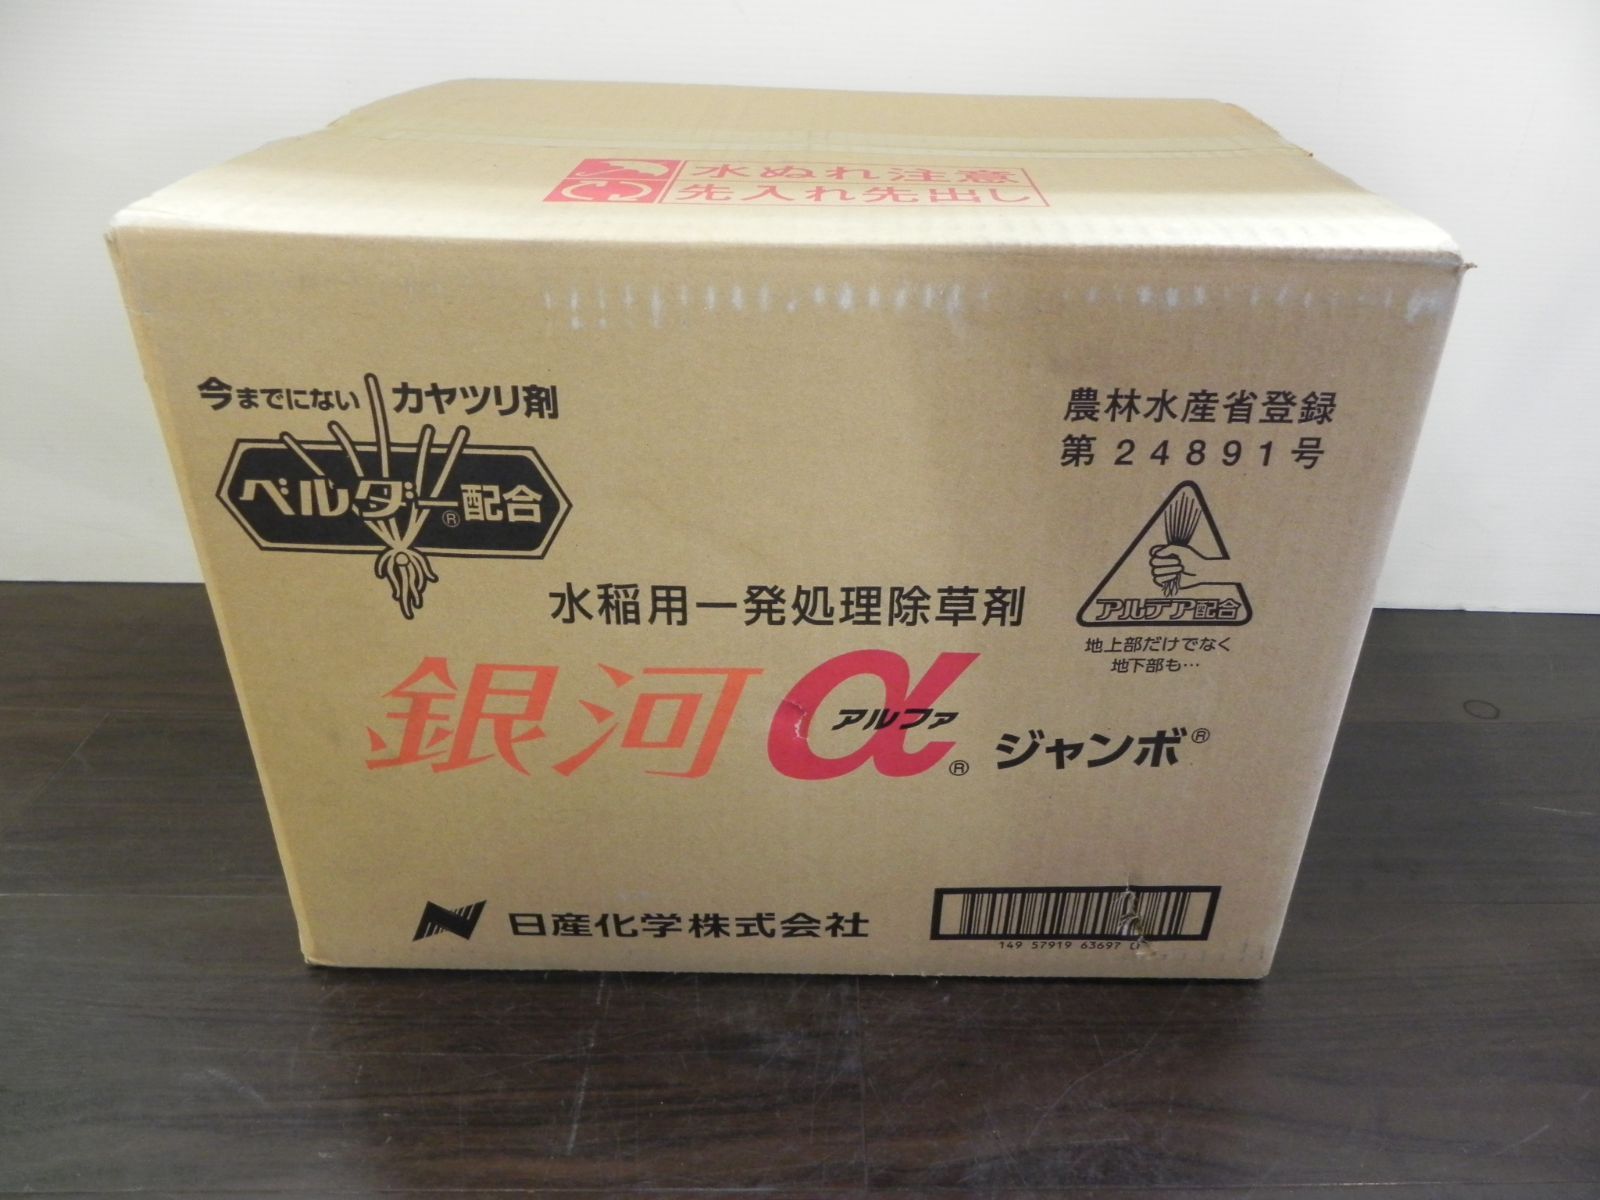 水ぬれ注意
先入れ先出し
今までにない カヤツリ剤
ベルダー®配合
農林水産省登録
第24891号
アルテア配合
地上部だけでなく
地下部も…
水稲用一発処理除草剤
銀河α® ジャンボ®
アルファ
日産化学株式会社
149 57919 63697